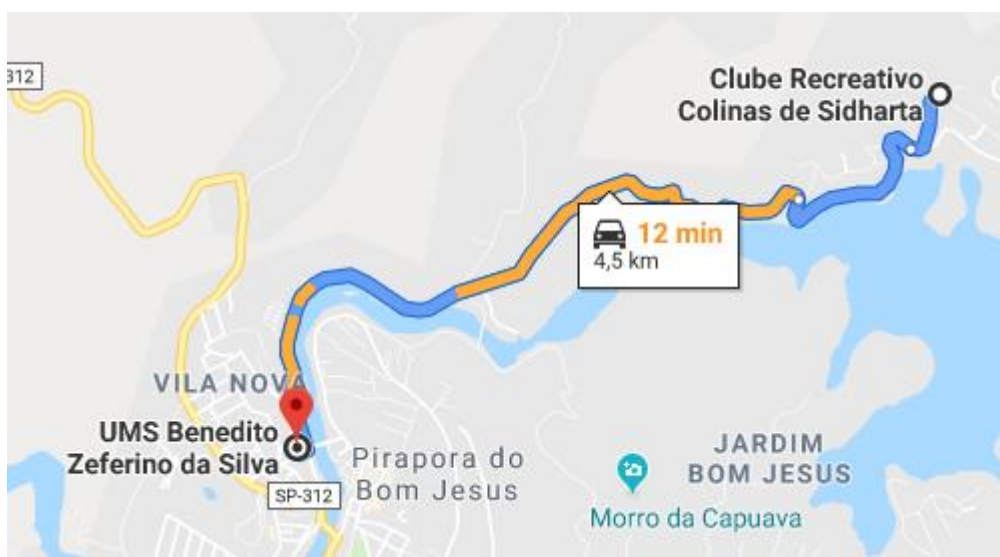 312
Clube Recreativo
Colinas de Sidharta
12 min
4,5 km
VILA NOVA
UMS Benedito
Zeferino da Silva
SP-312
Pirapora do
Bom Jesus
JARDIM
BOM JESUS
Morro da Capuava